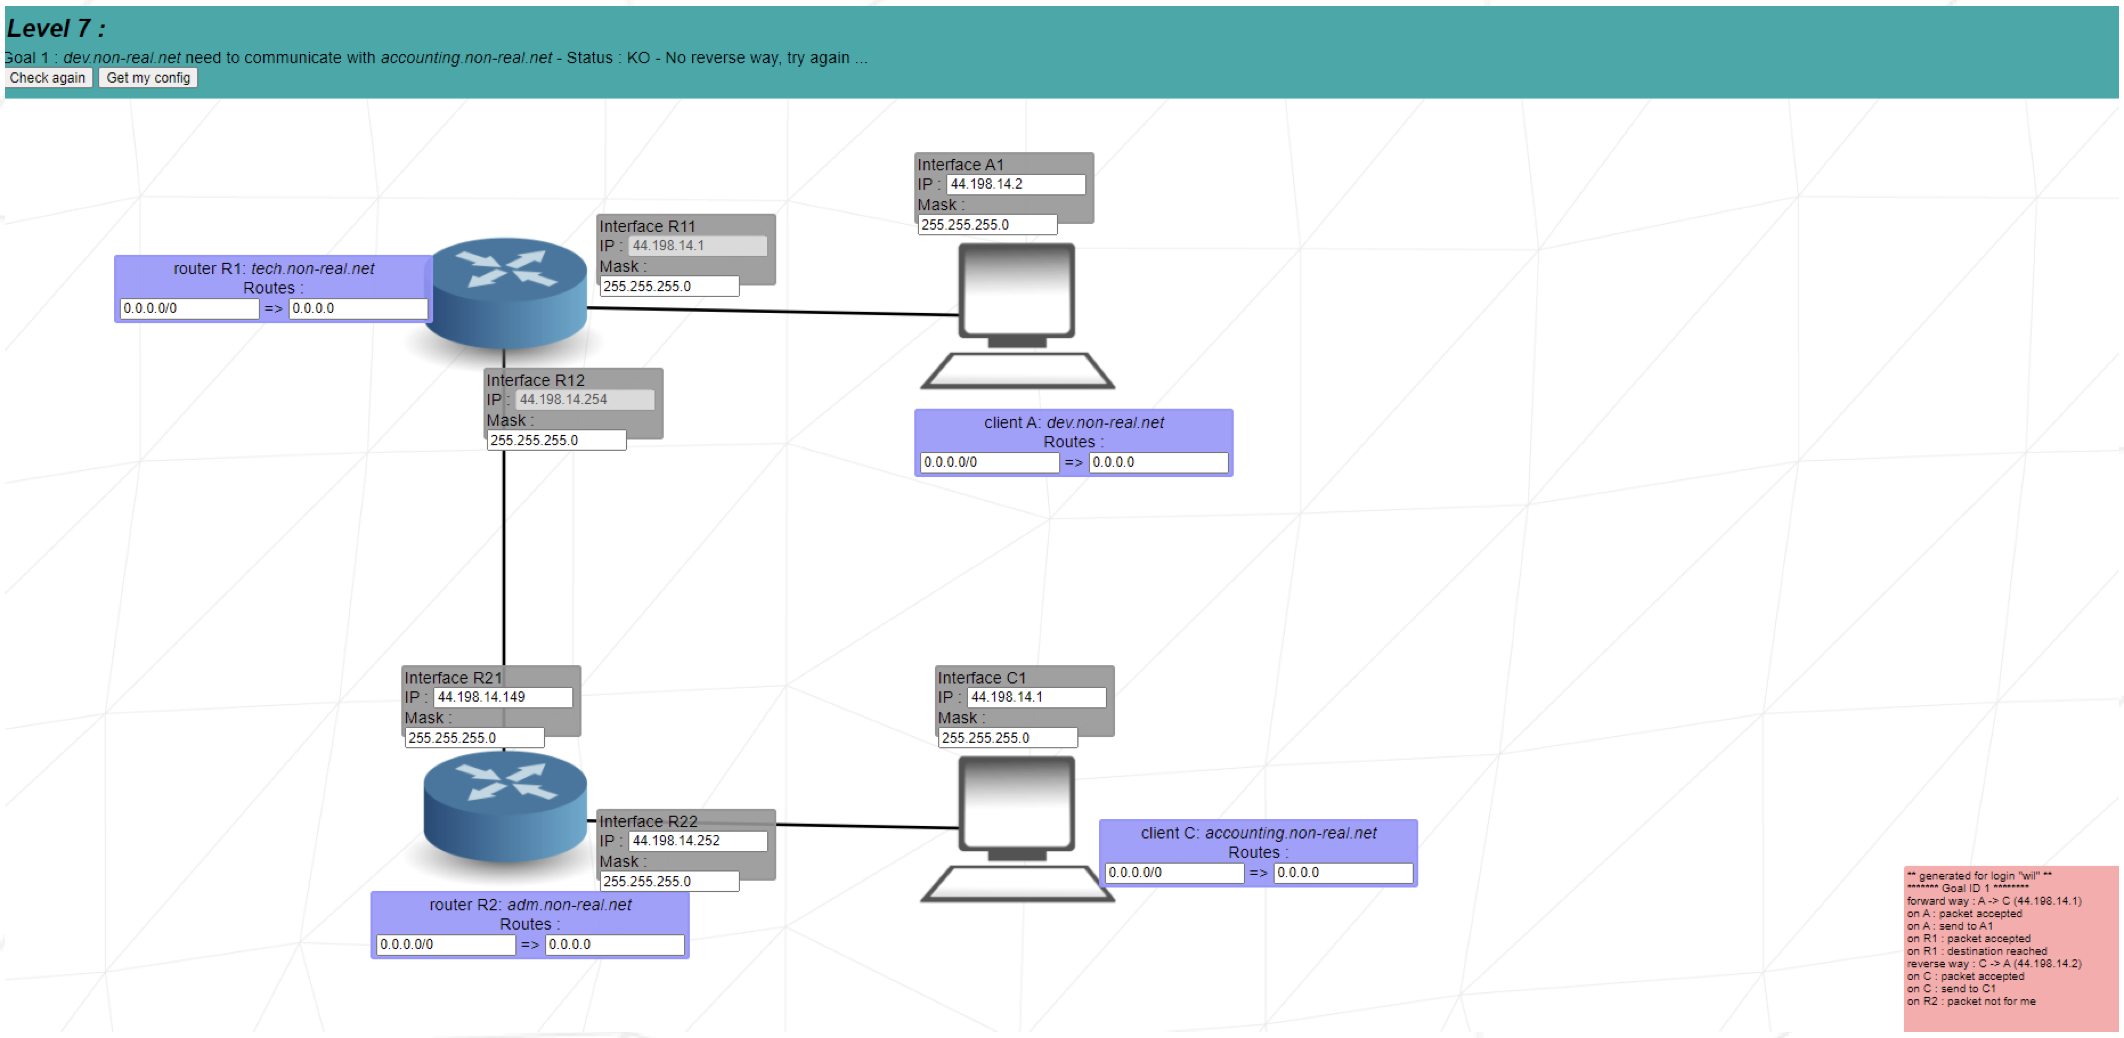 Level 7 :
Goal 1 : dev.non-real.net need to communicate with accounting.non-real.net - Status : KO - No reverse way, try again ...
Check again Get my config
Interface A1
IP : 44.198.14.2
Mask :
255.255.255.0
Interface R11
IP : 44.198.14.1
Mask :
255.255.255.0
router R1: tech.non-real.net
Routes :
0.0.0.0/0 => 0.0.0.0
Interface R12
IP : 44.198.14.254
Mask :
255.255.255.0
client A: dev.non-real.net
Routes :
0.0.0.0/0 => 0.0.0.0
Interface R21
IP : 44.198.14.149
Mask :
255.255.255.0
Interface C1
IP : 44.198.14.1
Mask :
255.255.255.0
Interface R22
IP : 44.198.14.252
Mask :
255.255.255.0
client C: accounting.non-real.net
Routes :
0.0.0.0/0 => 0.0.0.0
router R2: adm.non-real.net
Routes :
0.0.0.0/0 => 0.0.0.0
** generated for login "wil" **
******* Goal ID 1 ********
forward way : A -> C (44.198.14.1)
on A : packet accepted
on A : send to A1
on R1 : packet accepted
on R1 : destination reached
reverse way : C -> A (44.198.14.2)
on C : packet accepted
on C : send to C1
on R2 : packet not for me